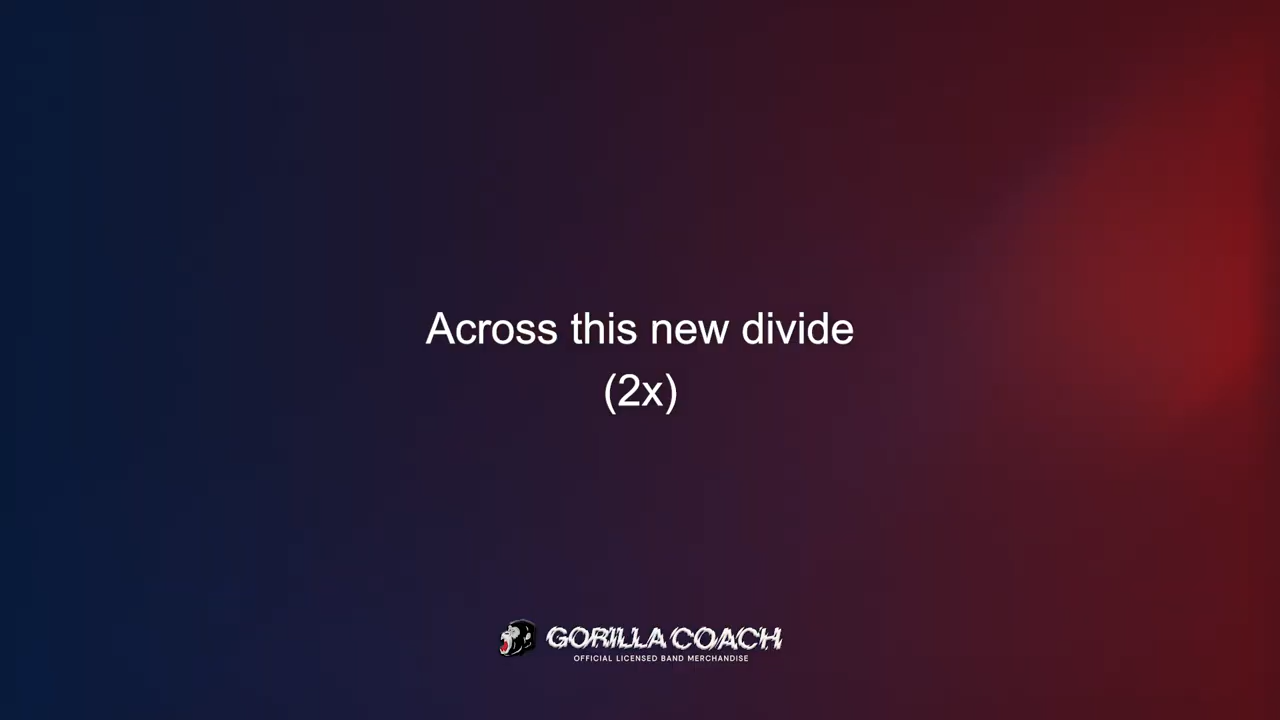 Across this new divide
(2x)
GORILLA COACH
OFFICIAL LICENSED BAND MERCHANDISE